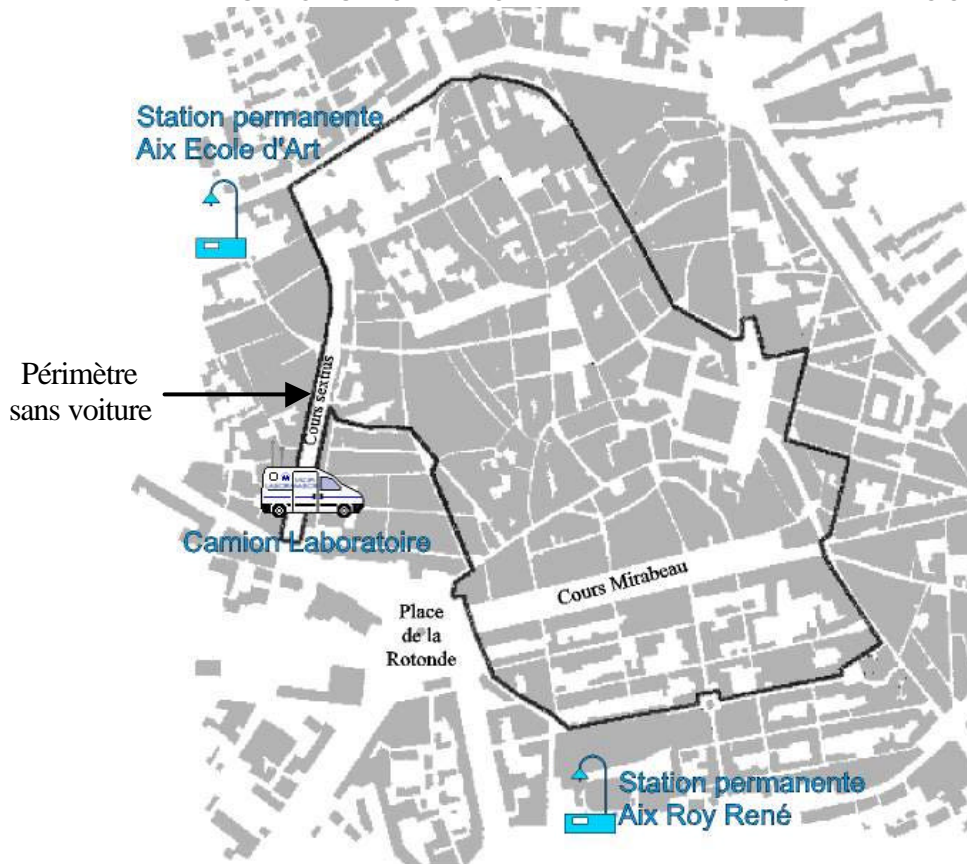 Station permanente
Aix Ecole d'Art
Périmètre
sans voiture
Cours sextius
Camion Laboratoire
Cours Mirabeau
Place
de la
Rotonde
Station permanente
Aix Roy René